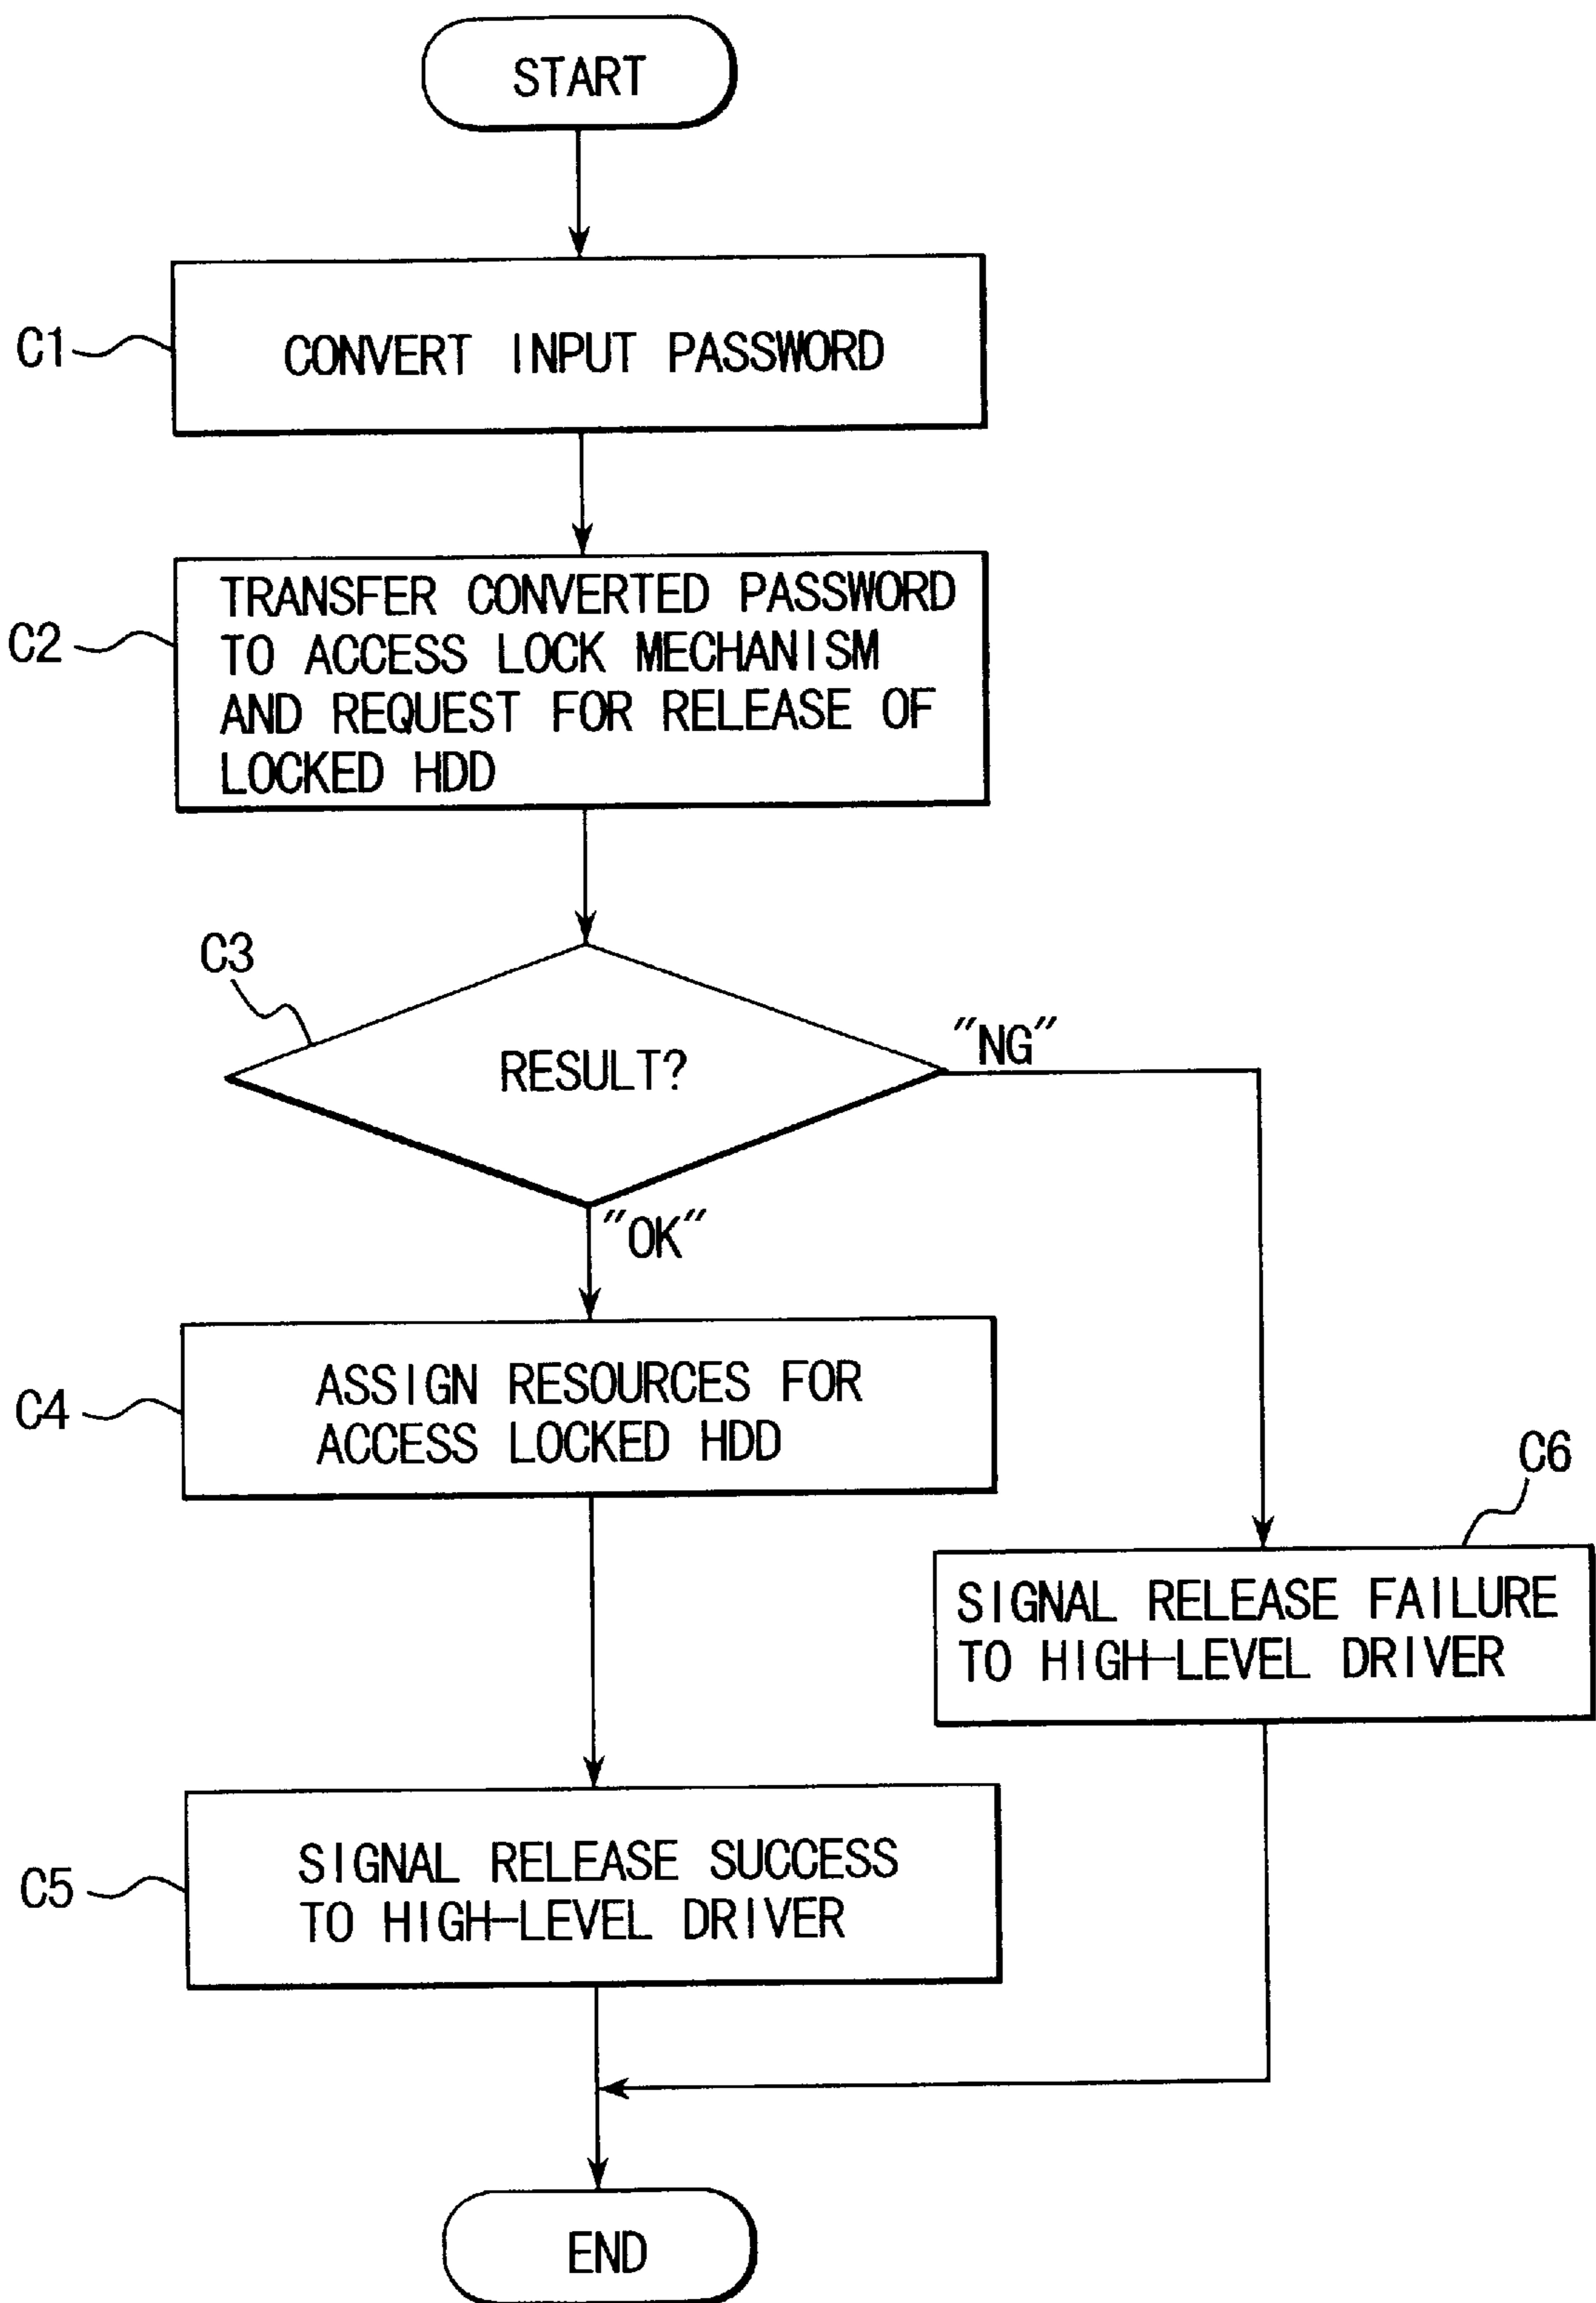 START
C1
CONVERT INPUT PASSWORD
C2
TRANSFER CONVERTED PASSWORD
TO ACCESS LOCK MECHANISM
AND REQUEST FOR RELEASE OF
LOCKED HDD
C3
RESULT?
"NG"
"OK"
C4
ASSIGN RESOURCES FOR
ACCESS LOCKED HDD
C6
SIGNAL RELEASE FAILURE
TO HIGH-LEVEL DRIVER
C5
SIGNAL RELEASE SUCCESS
TO HIGH-LEVEL DRIVER
END